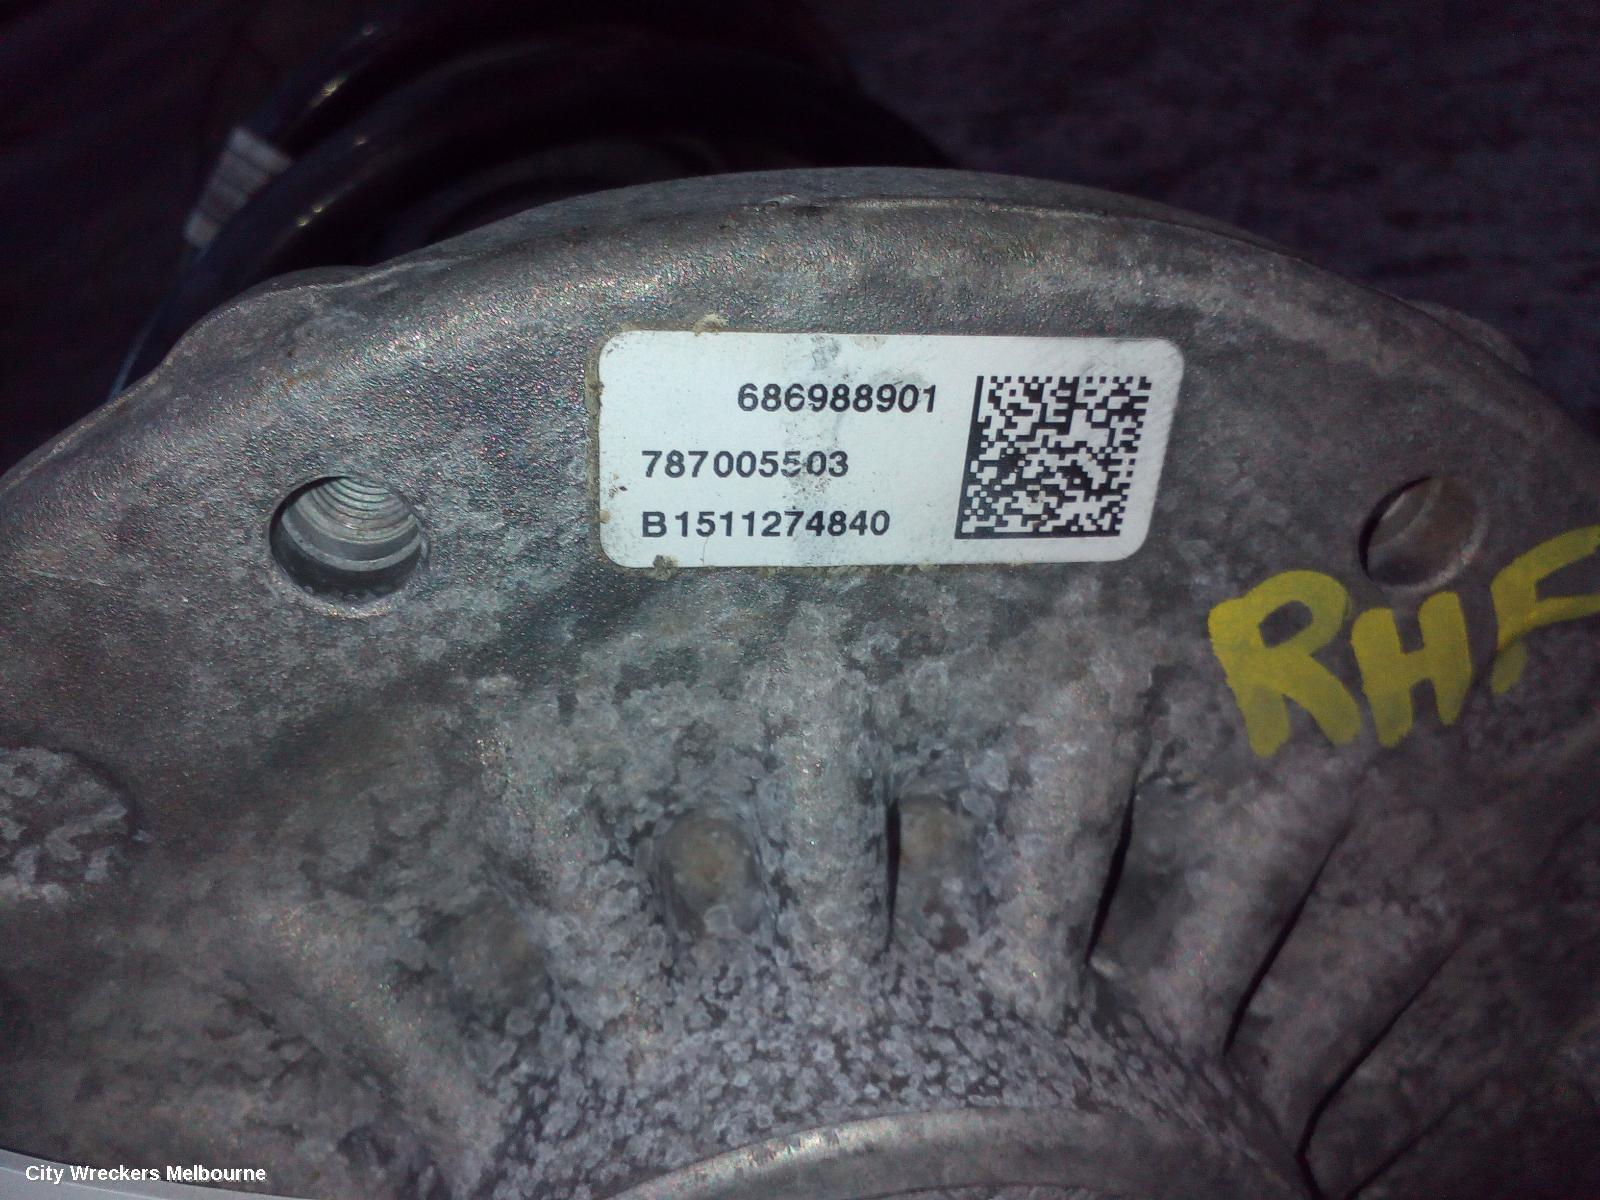 686988901
787005503
B1511274840
RHF
City Wreckers Melbourne